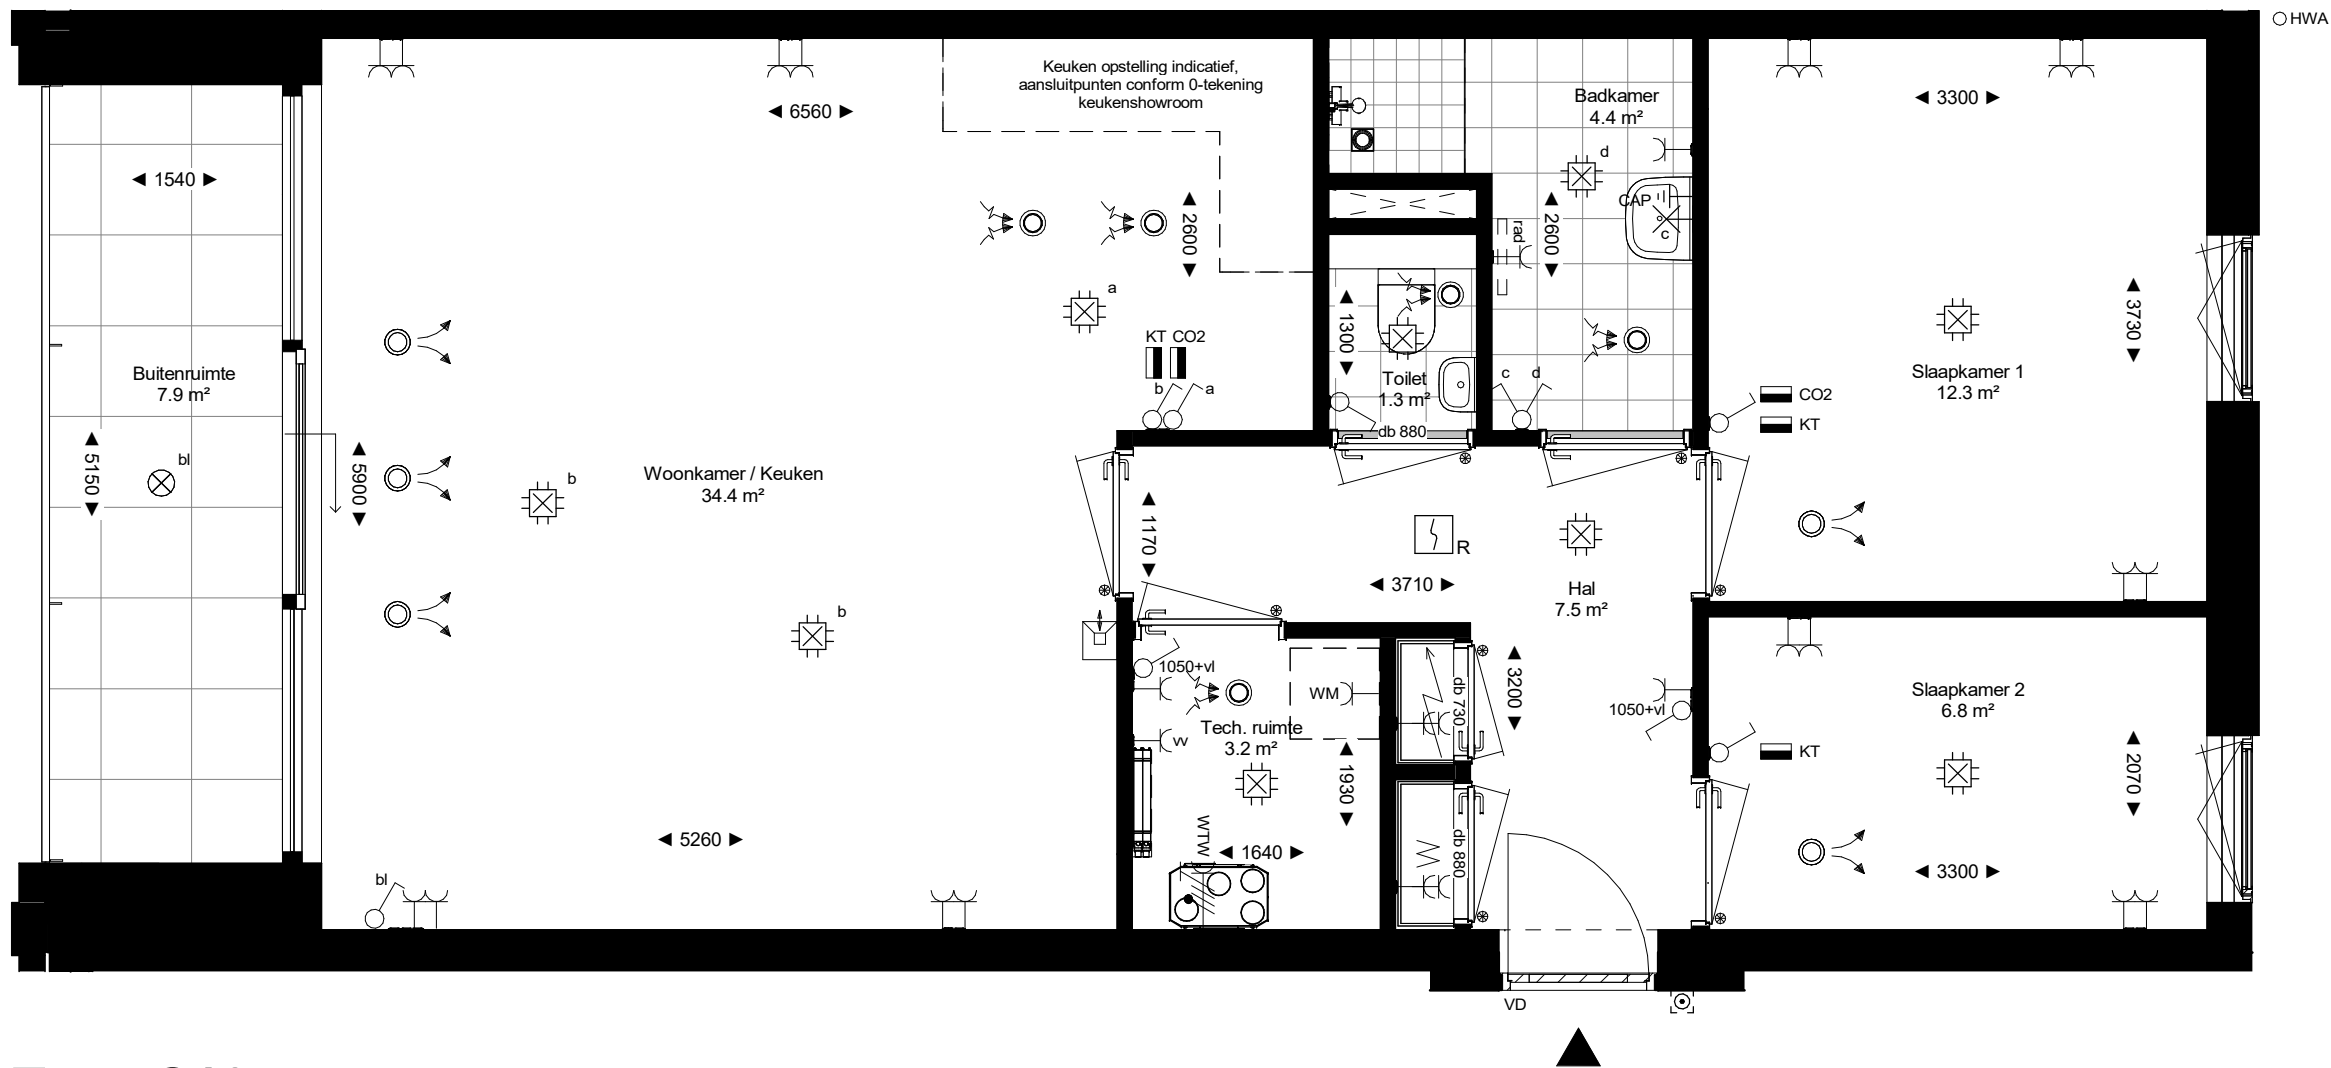 HWA
Keuken opstelling indicatief,
aansluitpunten conform 0-tekening
keukenshowroom
6560
1540
2600
Badkamer
4.4 m²
d
CAP
c
rad
2600
3300
3730
Slaapkamer 1
12.3 m²
CO2
KT
a
KT CO2
b
a
1300
Toilet
1.3 m²
db 880
c
d
Buitenruimte
7.9 m²
bl
5150
5900
b
Woonkamer / Keuken
34.4 m²
b
5260
bl
1170
R
3710
Hal
7.5 m²
1050+vl
WM
Tech. ruimte
3.2 m²
vv
1930
WTW
1640
db 730
db 880
3200
1050+vl
Slaapkamer 2
6.8 m²
KT
2070
3300
VD